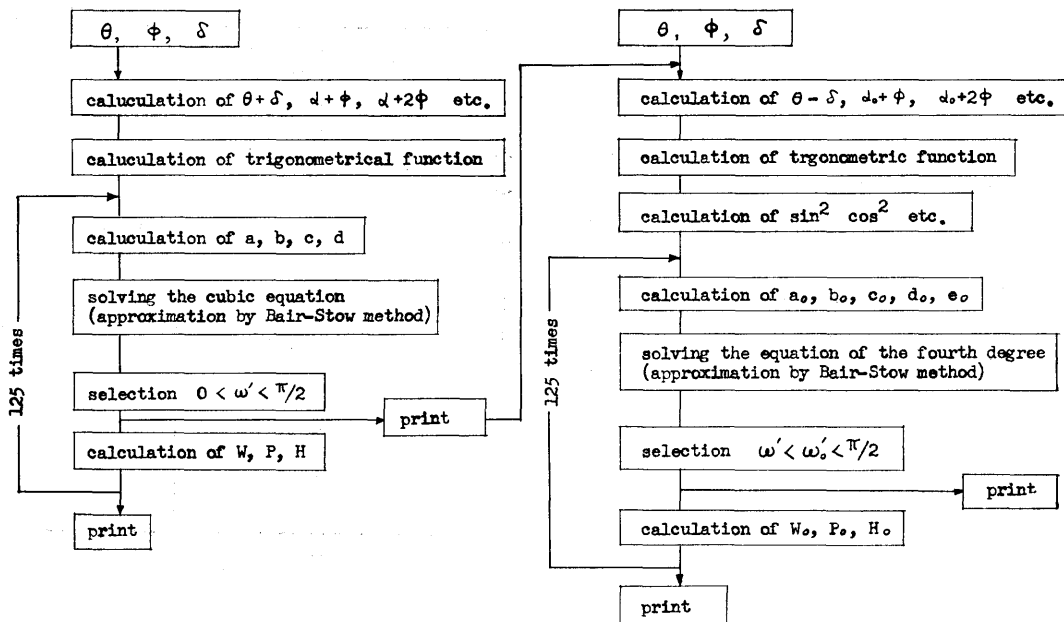 θ, φ, δ
caluculation of θ+δ, α+φ, α+2φ etc.
caluculation of trigonometrical function
caluculation of a, b, c, d
solving the cubic equation
(approximation by Bair-Stow method)
125 times
selection 0 < ω' < π/2
print
calculation of W, P, H
print
θ, φ, δ
calculation of θ-δ, α₀+φ, α₀+2φ etc.
calculation of trgonometric function
calculation of sin² cos² etc.
calculation of a₀, b₀, c₀, d₀, e₀
solving the equation of the fourth degree
(approximation by Bair-Stow method)
125 times
selection ω' < ω₀' < π/2
print
calculation of W₀, P₀, H₀
print